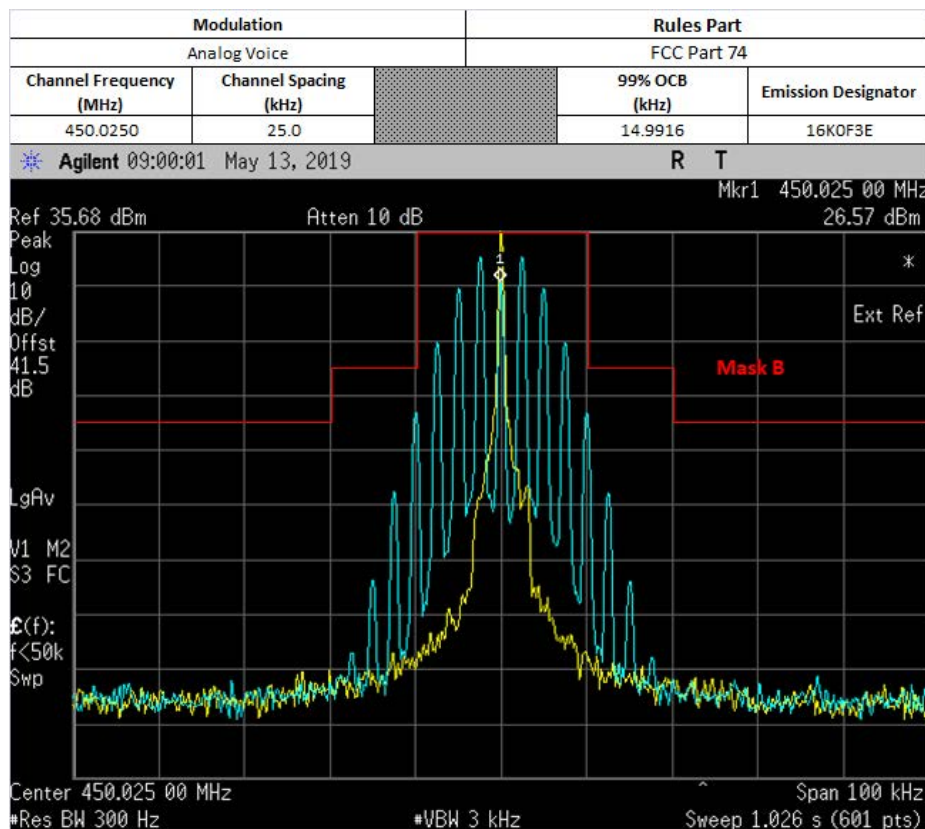 Modulation Rules Part
Analog Voice FCC Part 74
Channel Frequency (MHz) Channel Spacing (kHz) 99% OCB (kHz) Emission Designator
450.0250 25.0 14.9916 16K0F3E
Agilent 09:00:01 May 13, 2019 R T
Mkr1 450.025 00 MHz
Ref 35.68 dBm Atten 10 dB 26.57 dBm
Peak
Log
10
dB/
Offst
41.5
dB
1
*
Ext Ref
Mask B
LgAv
V1 M2
S3 FC
£(f):
f<50k
Swp
Center 450.025 00 MHz ^ Span 100 kHz
#Res BW 300 Hz #VBW 3 kHz Sweep 1.026 s (601 pts)